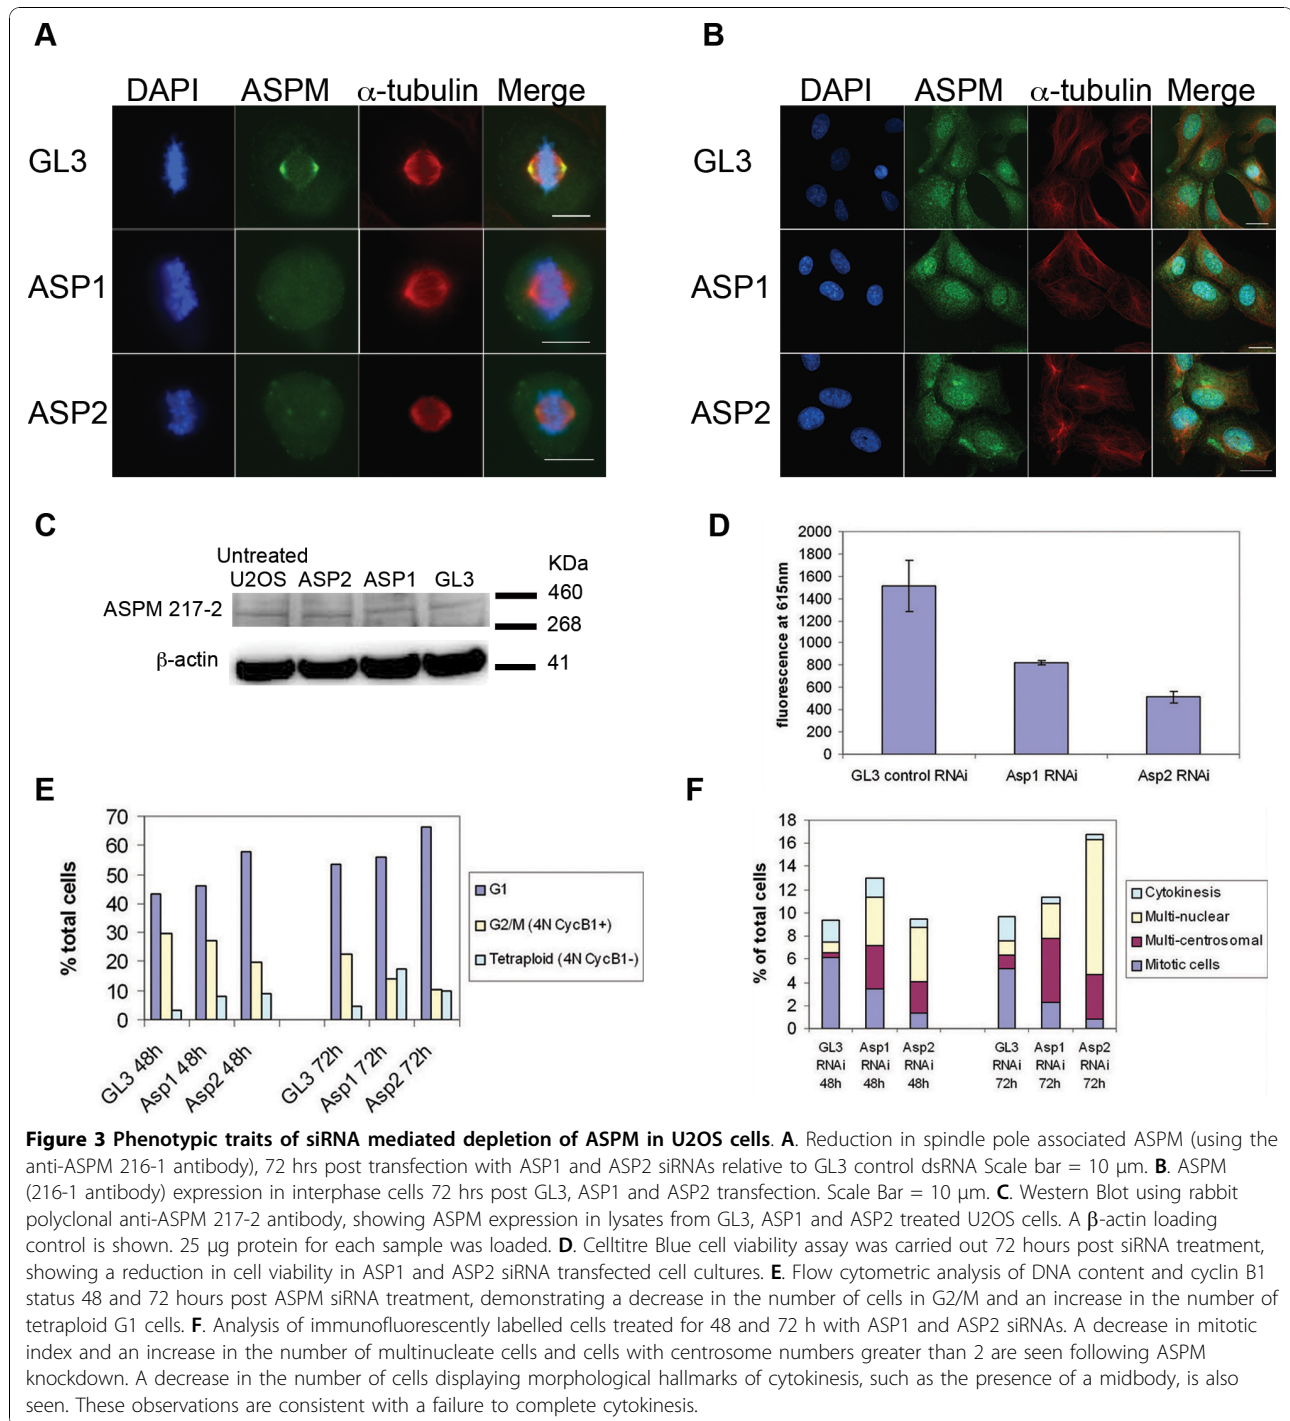 A
DAPI ASPM α-tubulin Merge
GL3
ASP1
ASP2
B
DAPI ASPM α-tubulin Merge
GL3
ASP1
ASP2
C
Untreated
U2OS ASP2 ASP1 GL3 KDa
460
ASPM 217-2
268
β-actin
41
D
fluorescence at 615nm
2000
1800
1600
1400
1200
1000
800
600
400
200
0
GL3 control RNAi Asp1 RNAi Asp2 RNAi
E
% total cells
70
60
50
40
30
20
10
0
GL3 48h
Asp1 48h
Asp2 48h
GL3 72h
Asp1 72h
Asp2 72h
G1
G2/M (4N CycB1+)
Tetraploid (4N CycB1-)
F
% of total cells
18
16
14
12
10
8
6
4
2
0
GL3 RNAi 48h
Asp1 RNAi 48h
Asp2 RNAi 48h
GL3 RNAi 72h
Asp1 RNAi 72h
Asp2 RNAi 72h
Cytokinesis
Multi-nuclear
Multi-centrosomal
Mitotic cells
Figure 3 Phenotypic traits of siRNA mediated depletion of ASPM in U2OS cells. A. Reduction in spindle pole associated ASPM (using the
anti-ASPM 216-1 antibody), 72 hrs post transfection with ASP1 and ASP2 siRNAs relative to GL3 control dsRNA Scale bar = 10 μm. B. ASPM
(216-1 antibody) expression in interphase cells 72 hrs post GL3, ASP1 and ASP2 transfection. Scale Bar = 10 μm. C. Western Blot using rabbit
polyclonal anti-ASPM 217-2 antibody, showing ASPM expression in lysates from GL3, ASP1 and ASP2 treated U2OS cells. A β-actin loading
control is shown. 25 μg protein for each sample was loaded. D. Celltitre Blue cell viability assay was carried out 72 hours post siRNA treatment,
showing a reduction in cell viability in ASP1 and ASP2 siRNA transfected cell cultures. E. Flow cytometric analysis of DNA content and cyclin B1
status 48 and 72 hours post ASPM siRNA treatment, demonstrating a decrease in the number of cells in G2/M and an increase in the number of
tetraploid G1 cells. F. Analysis of immunofluorescently labelled cells treated for 48 and 72 h with ASP1 and ASP2 siRNAs. A decrease in mitotic
index and an increase in the number of multinucleate cells and cells with centrosome numbers greater than 2 are seen following ASPM
knockdown. A decrease in the number of cells displaying morphological hallmarks of cytokinesis, such as the presence of a midbody, is also
seen. These observations are consistent with a failure to complete cytokinesis.